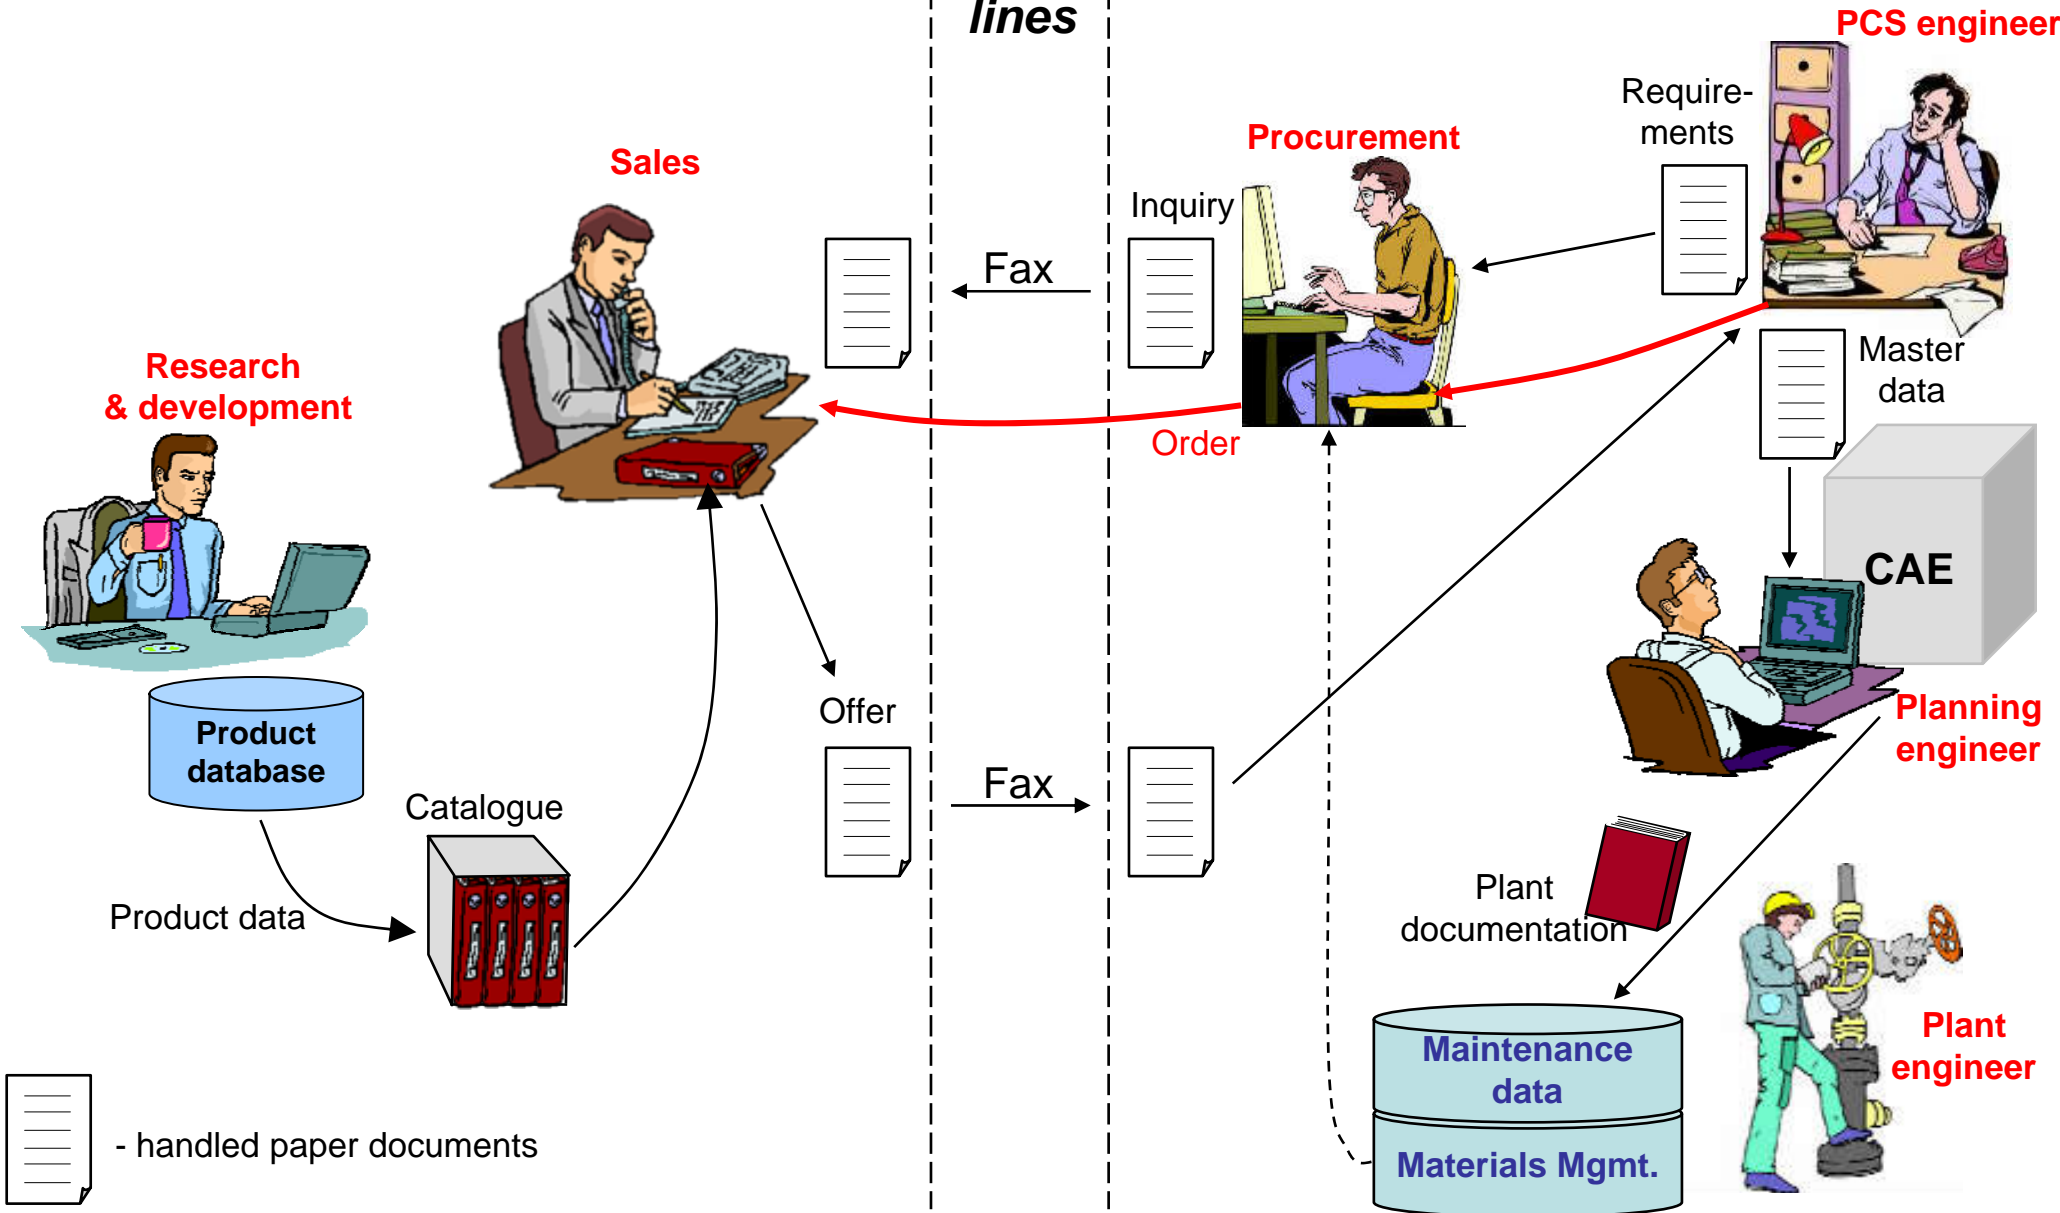 lines
PCS engineer
Require-
ments
Procurement
Sales
Inquiry
Fax
Master
data
Research
& development
Order
CAE
Planning
engineer
Product
database
Offer
Fax
Catalogue
Product data
Plant
documentation
Plant
engineer
Maintenance
data
Materials Mgmt.
- handled paper documents